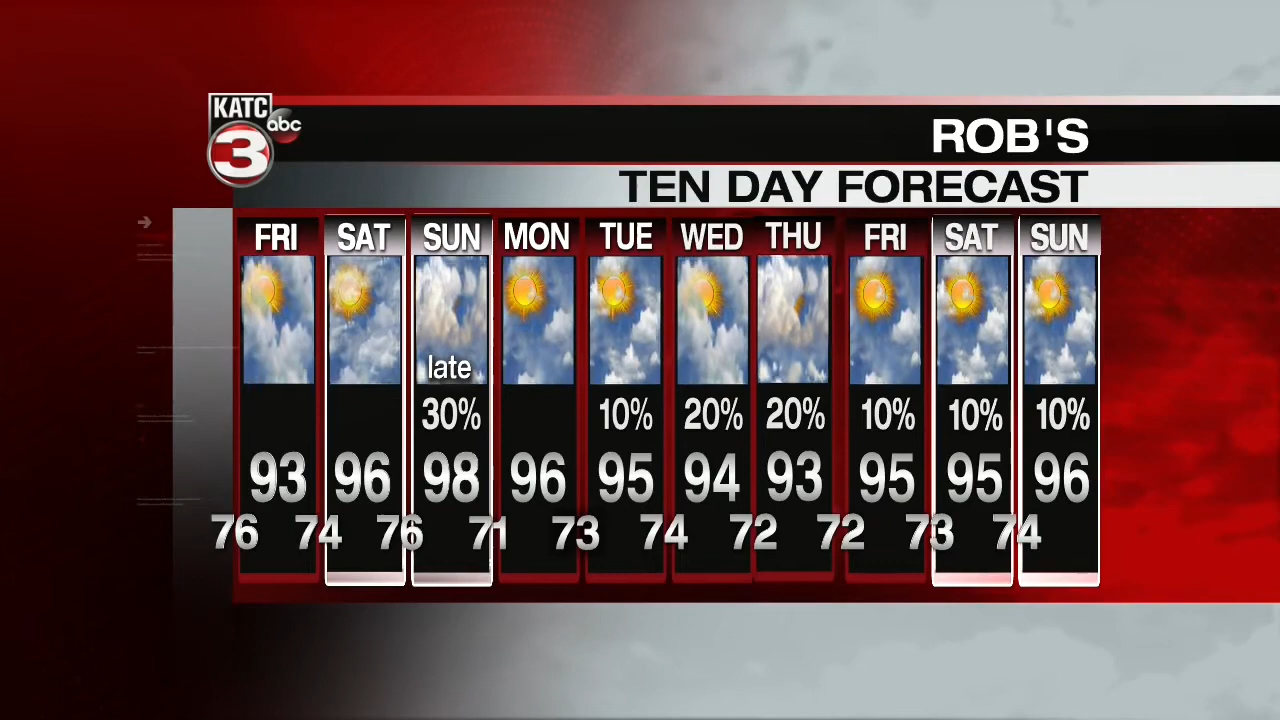 KATC
abc
3
ROB'S
TEN DAY FORECAST
FRI SAT SUN MON TUE WED THU FRI SAT SUN
late
30% 10% 20% 20% 10% 10% 10%
93 96 98 96 95 94 93 95 95 96
76 74 76 71 73 74 72 72 73 74